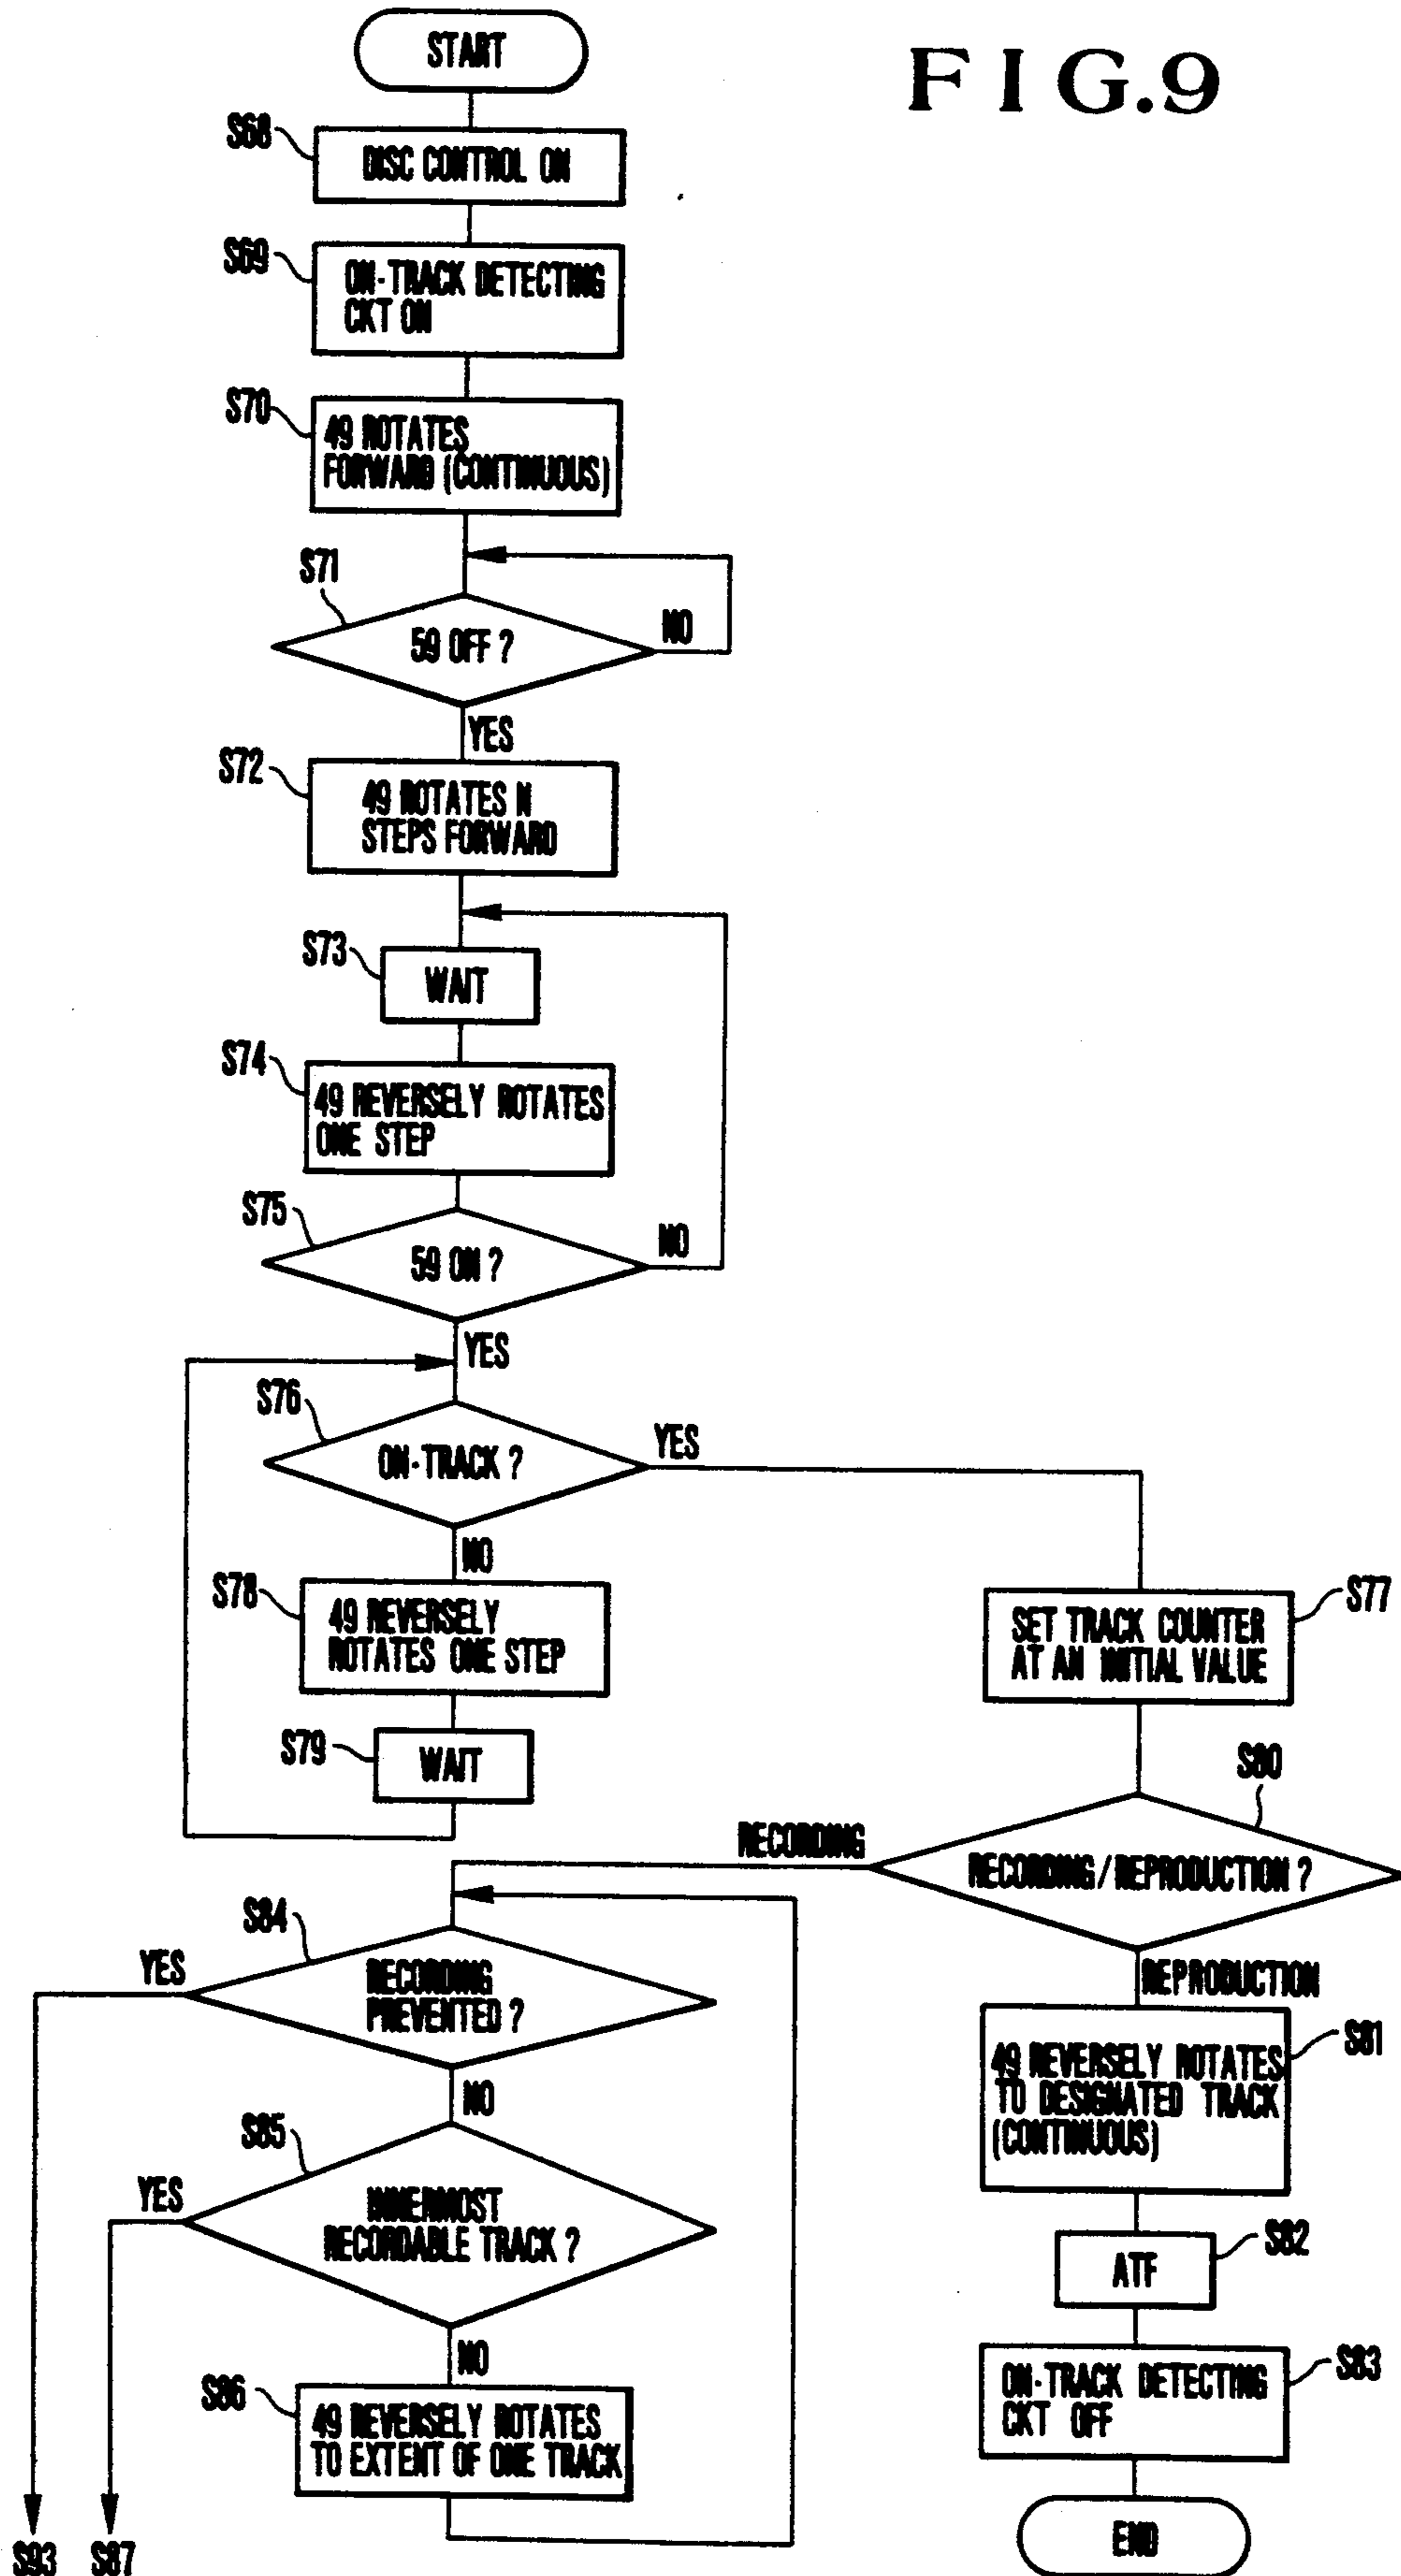 FIG.9
START
S68
DISC CONTROL ON
S69
ON-TRACK DETECTING
CKT ON
S70
49 ROTATES
FORWARD (CONTINUOUS)
S71
59 OFF ?
NO
YES
S72
49 ROTATES N
STEPS FORWARD
S73
WAIT
S74
49 REVERSELY ROTATES
ONE STEP
S75
59 ON ?
NO
YES
S76
ON-TRACK ?
YES
NO
S78
49 REVERSELY
ROTATES ONE STEP
S79
WAIT
S77
SET TRACK COUNTER
AT AN INITIAL VALUE
S80
RECORDING/REPRODUCTION ?
RECORDING
REPRODUCTION
S81
49 REVERSELY ROTATES
TO DESIGNATED TRACK
(CONTINUOUS)
S82
ATF
S83
ON-TRACK DETECTING
CKT OFF
END
S84
RECORDING
PREVENTED ?
YES
NO
S85
INNERMOST
RECORDABLE TRACK ?
YES
NO
S86
49 REVERSELY ROTATES
TO EXTENT OF ONE TRACK
S93
S87